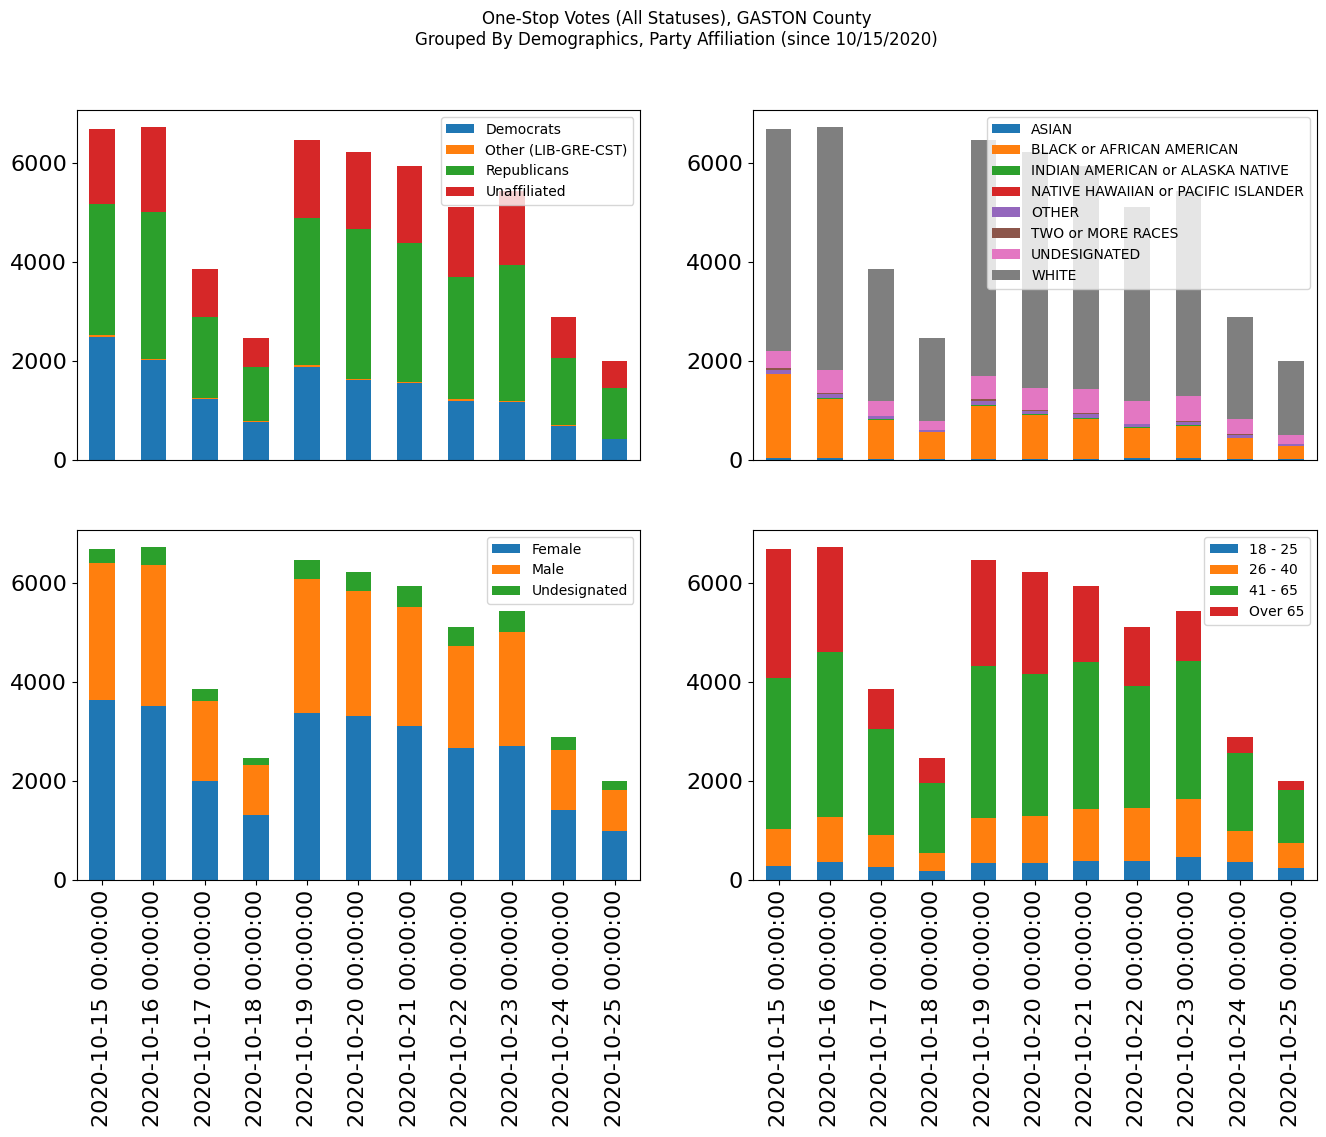 One-Stop Votes (All Statuses), GASTON County
Grouped By Demographics, Party Affiliation (since 10/15/2020)
6000
4000
2000
0
Democrats
Other (LIB-GRE-CST)
Republicans
Unaffiliated
6000
4000
2000
0
ASIAN
BLACK or AFRICAN AMERICAN
INDIAN AMERICAN or ALASKA NATIVE
NATIVE HAWAIIAN or PACIFIC ISLANDER
OTHER
TWO or MORE RACES
UNDESIGNATED
WHITE
6000
4000
2000
0
Female
Male
Undesignated
2020-10-15 00:00:00
2020-10-16 00:00:00
2020-10-17 00:00:00
2020-10-18 00:00:00
2020-10-19 00:00:00
2020-10-20 00:00:00
2020-10-21 00:00:00
2020-10-22 00:00:00
2020-10-23 00:00:00
2020-10-24 00:00:00
2020-10-25 00:00:00
6000
4000
2000
0
18 - 25
26 - 40
41 - 65
Over 65
2020-10-15 00:00:00
2020-10-16 00:00:00
2020-10-17 00:00:00
2020-10-18 00:00:00
2020-10-19 00:00:00
2020-10-20 00:00:00
2020-10-21 00:00:00
2020-10-22 00:00:00
2020-10-23 00:00:00
2020-10-24 00:00:00
2020-10-25 00:00:00